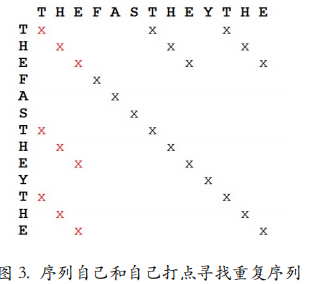 T H E F A S T H E Y T H E
T x x x
H x x x
E x x x
F x
A x
S x
T x x
H x x
E x x
Y x
T x x
H x x
E x x
图 3. 序列自己和自己打点寻找重复序列